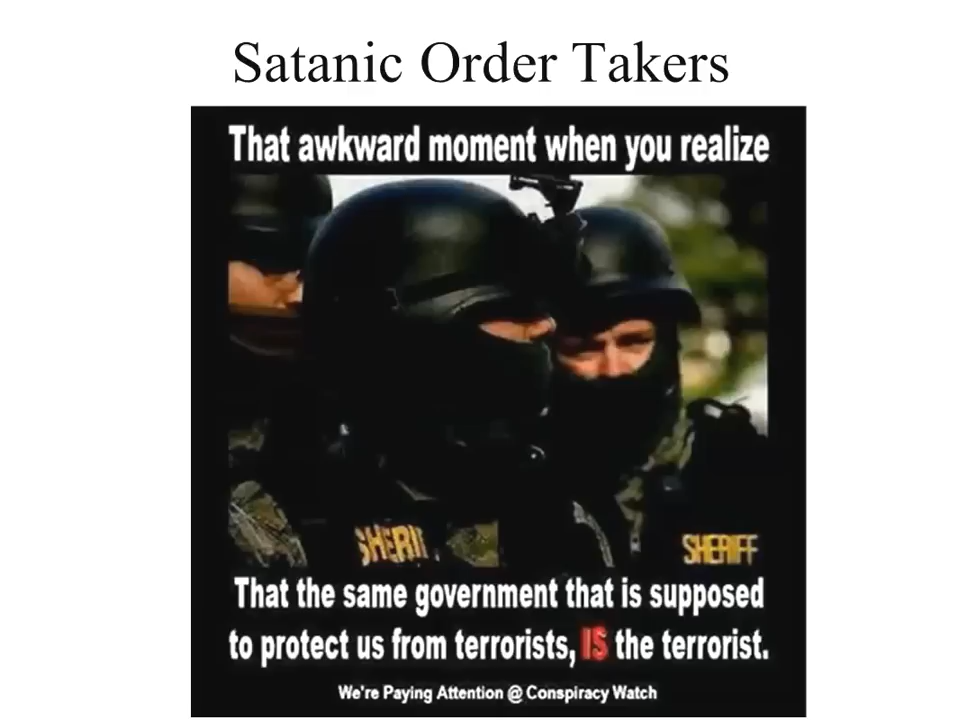 Satanic Order Takers
That awkward moment when you realize
SHERIF
SHERIFF
That the same government that is supposed
to protect us from terrorists, IS the terrorist.
We're Paying Attention @ Conspiracy Watch